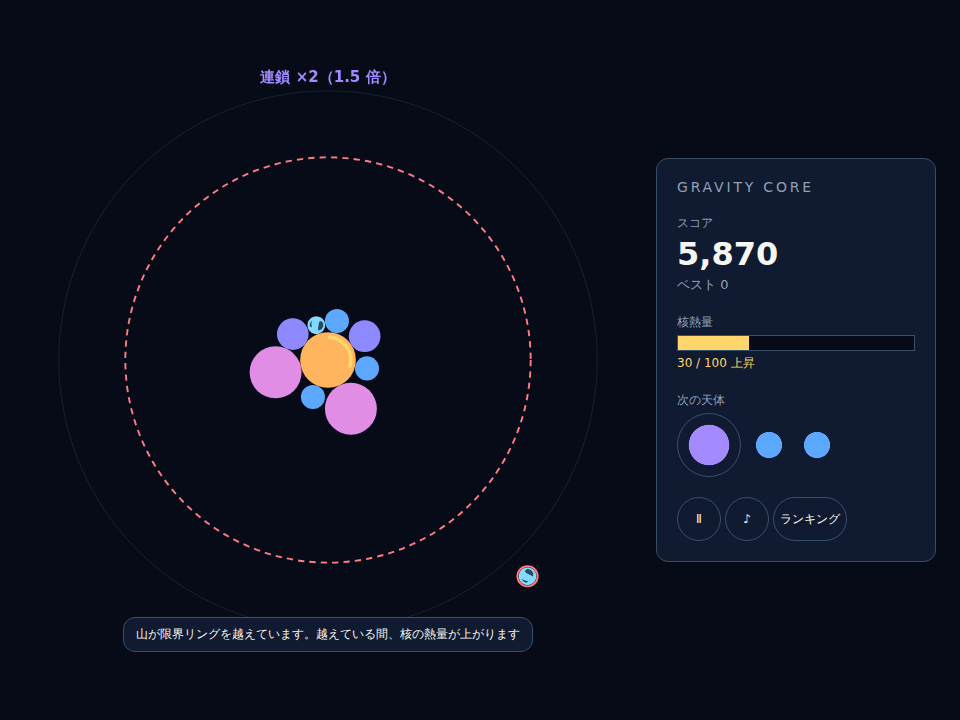 連鎖 ×2（1.5 倍）
GRAVITY CORE
スコア
5,870
ベスト 0
核熱量
30 / 100 上昇
次の天体
Ⅱ
♪
ランキング
山が限界リングを越えています。越えている間、核の熱量が上がります